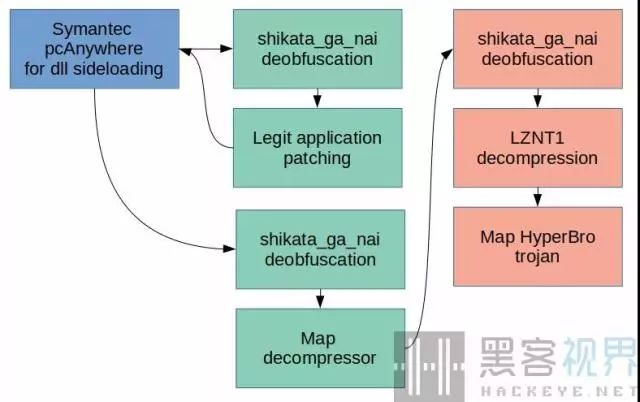 Symantec
pcAnywhere
for dll sideloading
shikata_ga_nai
deobfuscation
Legit application
patching
shikata_ga_nai
deobfuscation
Map
decompressor
shikata_ga_nai
deobfuscation
LZNT1
decompression
Map HyperBro
trojan
黑客视界
HACKEYE.NET